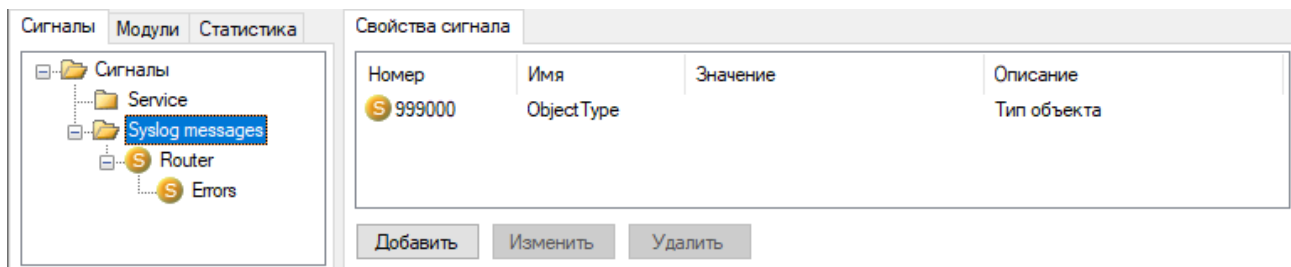 Сигналы Модули Статистика
Сигналы
Service
Syslog messages
S Router
S Errors
Свойства сигнала
Номер Имя Значение Описание
S 999000 ObjectType Тип объекта
Добавить Изменить Удалить